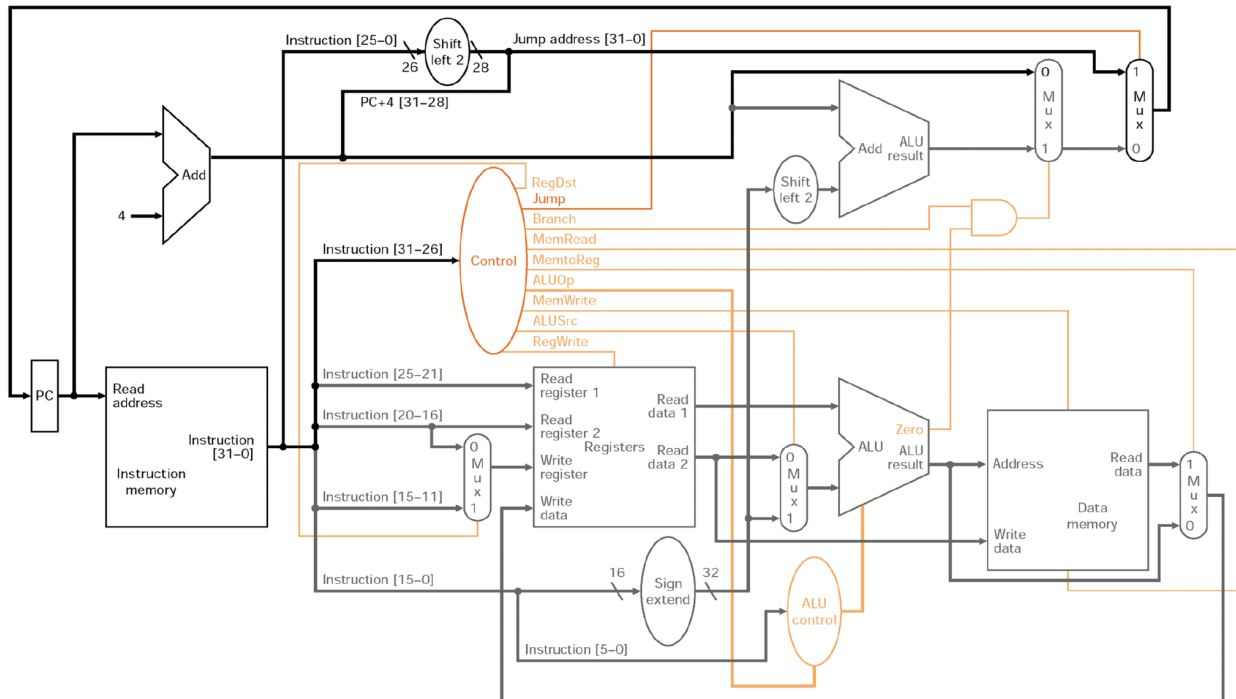 Instruction [25–0]
26
Shift
left 2
28
Jump address [31–0]
PC+4 [31–28]
Add
4
0
M
u
x
1
1
M
u
x
0
Add
ALU
result
Shift
left 2
RegDst
Jump
Branch
MemRead
MemtoReg
ALUOp
MemWrite
ALUSrc
RegWrite
Control
Instruction [31–26]
PC
Read
address
Instruction
[31–0]
Instruction
memory
Instruction [25–21]
Instruction [20–16]
Instruction [15–11]
Instruction [15–0]
0
M
u
x
1
Read
register 1
Read
register 2
Write
register
Write
data
Registers
Read
data 1
Read
data 2
0
M
u
x
1
Zero
ALU
ALU
result
Address
Write
data
Read
data
Data
memory
1
M
u
x
0
16
Sign
extend
32
ALU
control
Instruction [5–0]